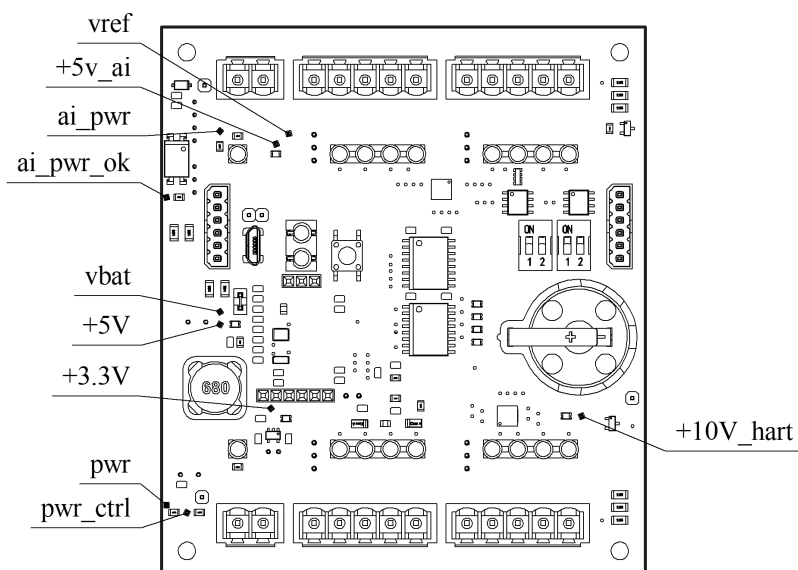 vref
+5v_ai
ai_pwr
ai_pwr_ok
ON
1 2
ON
1 2
vbat
+5V
+
680
+3.3V
+10V_hart
pwr
pwr_ctrl